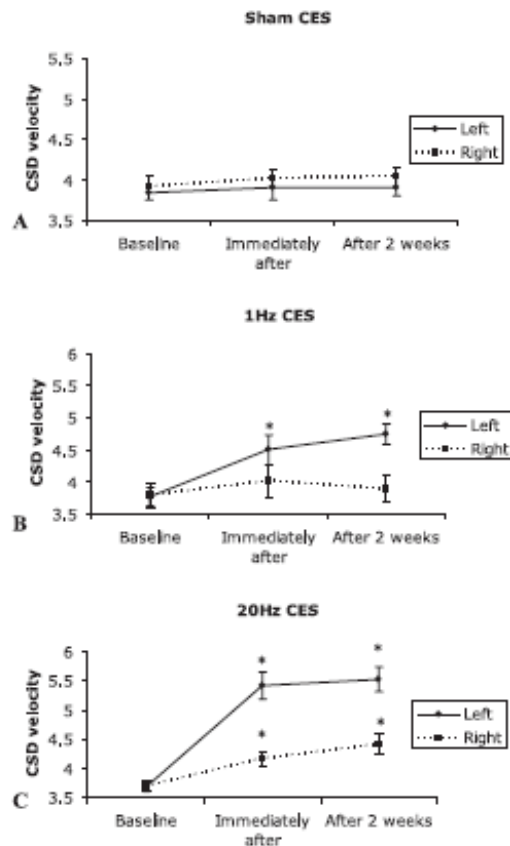 Sham CES
6
5.5
5
4.5
4
3.5
CSD velocity
Left
Right
A
Baseline
Immediately
after
After 2 weeks
1Hz CES
6
5.5
5
4.5
4
3.5
CSD velocity
*
*
Left
Right
B
Baseline
Immediately
after
After 2 weeks
20Hz CES
6
5.5
5
4.5
4
3.5
CSD velocity
*
*
*
*
Left
Right
C
Baseline
Immediately
after
After 2 weeks